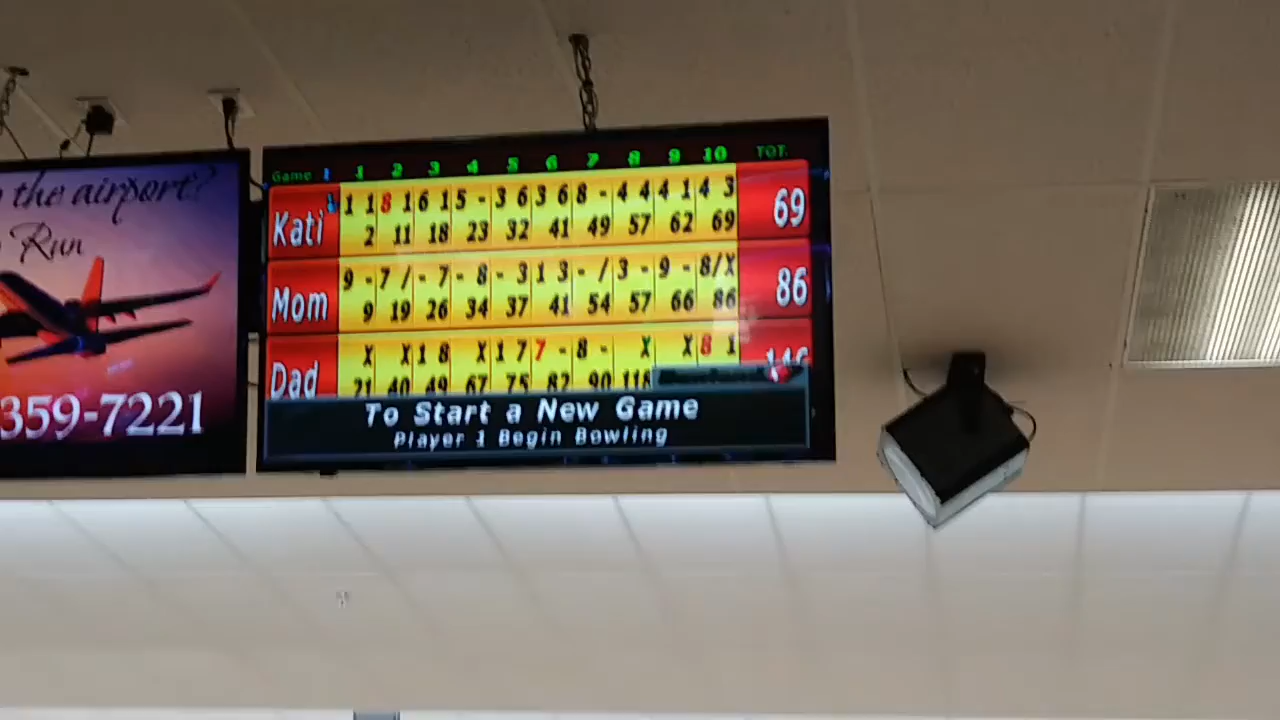 the airport?
Run
359-7221
Game 1 1 2 3 4 5 6 7 8 9 10 TOT.
Kati 1 1 8 1 6 1 5 - 3 6 3 6 8 - 4 4 4 1 4 3 69
2 11 18 23 32 41 49 57 62 69
Mom 9 - 7 / - 7 - 8 - 3 1 3 - / 3 - 9 - 8 / X 86
9 19 26 34 37 41 54 57 66 86
Dad X X 1 8 X 1 7 7 - 8 - X X 8 1 146
21 40 49 67 75 82 90 118
To Start a New Game
Player 1 Begin Bowling